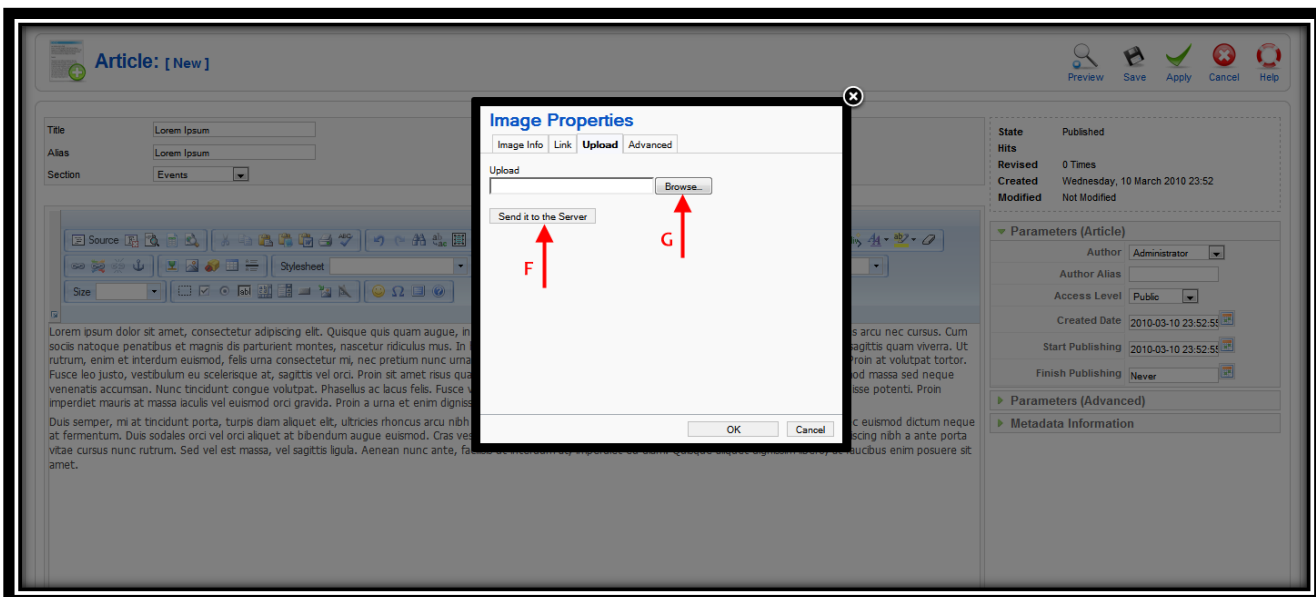 Article: [ New ]
Preview Save Apply Cancel Help
Title Lorem Ipsum
Alias Lorem Ipsum
Section Events
Image Properties
Image Info Link Upload Advanced
Upload
Browse...
Send it to the Server
F
G
OK Cancel
State Published
Hits
Revised 0 Times
Created Wednesday, 10 March 2010 23:52
Modified Not Modified
Source
Stylesheet
Size
Lorem ipsum dolor sit amet, consectetur adipiscing elit. Quisque quis quam augue, in s arcu nec cursus. Cum
sociis natoque penatibus et magnis dis parturient montes, nascetur ridiculus mus. In sagittis quam viverra. Ut
rutrum, enim et interdum euismod, felis urna consectetur mi, nec pretium nunc urna Proin at volutpat tortor.
Fusce leo justo, vestibulum eu scelerisque at, sagittis vel orci. Proin sit amet risus qua od massa sed neque
venenatis accumsan. Nunc tincidunt congue volutpat. Phasellus ac lacus felis. Fusce v isse potenti. Proin
imperdiet mauris at massa iaculis vel euismod orci gravida. Proin a urna et enim digniss
Duis semper, mi at tincidunt porta, turpis diam aliquet elit, ultricies rhoncus arcu nibh c euismod dictum neque
at fermentum. Duis sodales orci vel orci aliquet at bibendum augue euismod. Cras ves scing nibh a ante porta
vitae cursus nunc rutrum. Sed vel est massa, vel sagittis ligula. Aenean nunc ante, faucibus enim posuere sit
amet.
Parameters (Article)
Author Administrator
Author Alias
Access Level Public
Created Date 2010-03-10 23:52:55
Start Publishing 2010-03-10 23:52:55
Finish Publishing Never
Parameters (Advanced)
Metadata Information